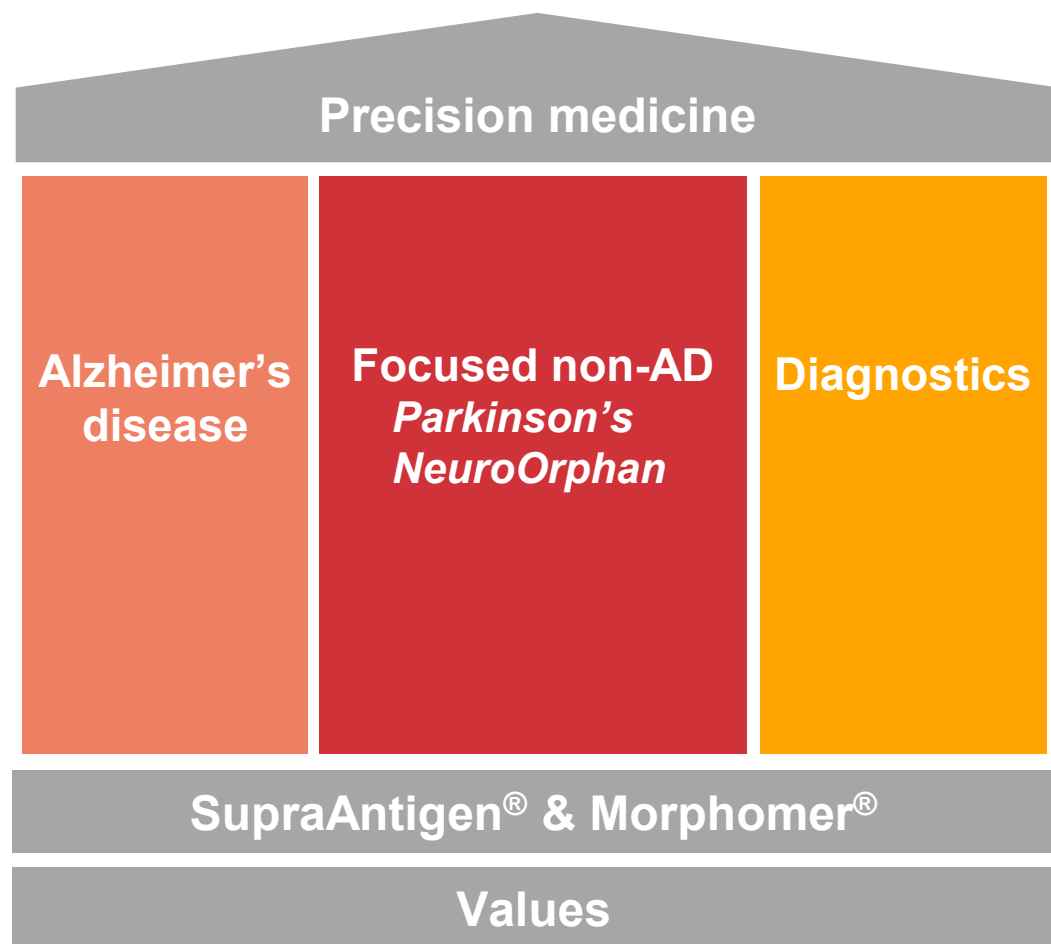 Precision medicine
Alzheimer’s
disease
Focused non-AD
Parkinson’s
NeuroOrphan
Diagnostics
SupraAntigen® & Morphomer®
Values